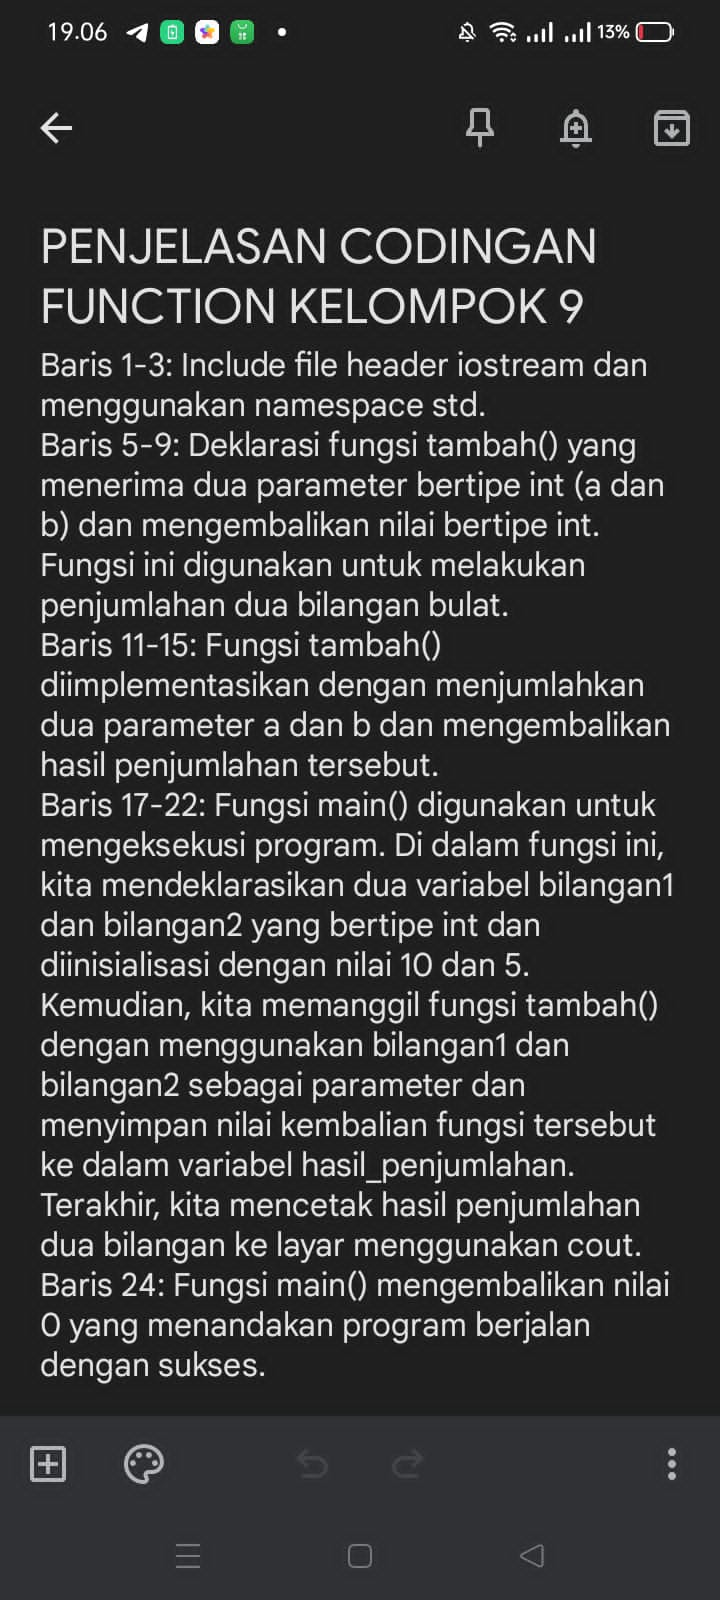 19.06
13%
PENJELASAN CODINGAN
FUNCTION KELOMPOK 9
Baris 1-3: Include file header iostream dan
menggunakan namespace std.
Baris 5-9: Deklarasi fungsi tambah() yang
menerima dua parameter bertipe int (a dan
b) dan mengembalikan nilai bertipe int.
Fungsi ini digunakan untuk melakukan
penjumlahan dua bilangan bulat.
Baris 11-15: Fungsi tambah()
diimplementasikan dengan menjumlahkan
dua parameter a dan b dan mengembalikan
hasil penjumlahan tersebut.
Baris 17-22: Fungsi main() digunakan untuk
mengeksekusi program. Di dalam fungsi ini,
kita mendeklarasikan dua variabel bilangan1
dan bilangan2 yang bertipe int dan
diinisialisasi dengan nilai 10 dan 5.
Kemudian, kita memanggil fungsi tambah()
dengan menggunakan bilangan1 dan
bilangan2 sebagai parameter dan
menyimpan nilai kembalian fungsi tersebut
ke dalam variabel hasil_penjumlahan.
Terakhir, kita mencetak hasil penjumlahan
dua bilangan ke layar menggunakan cout.
Baris 24: Fungsi main() mengembalikan nilai
0 yang menandakan program berjalan
dengan sukses.